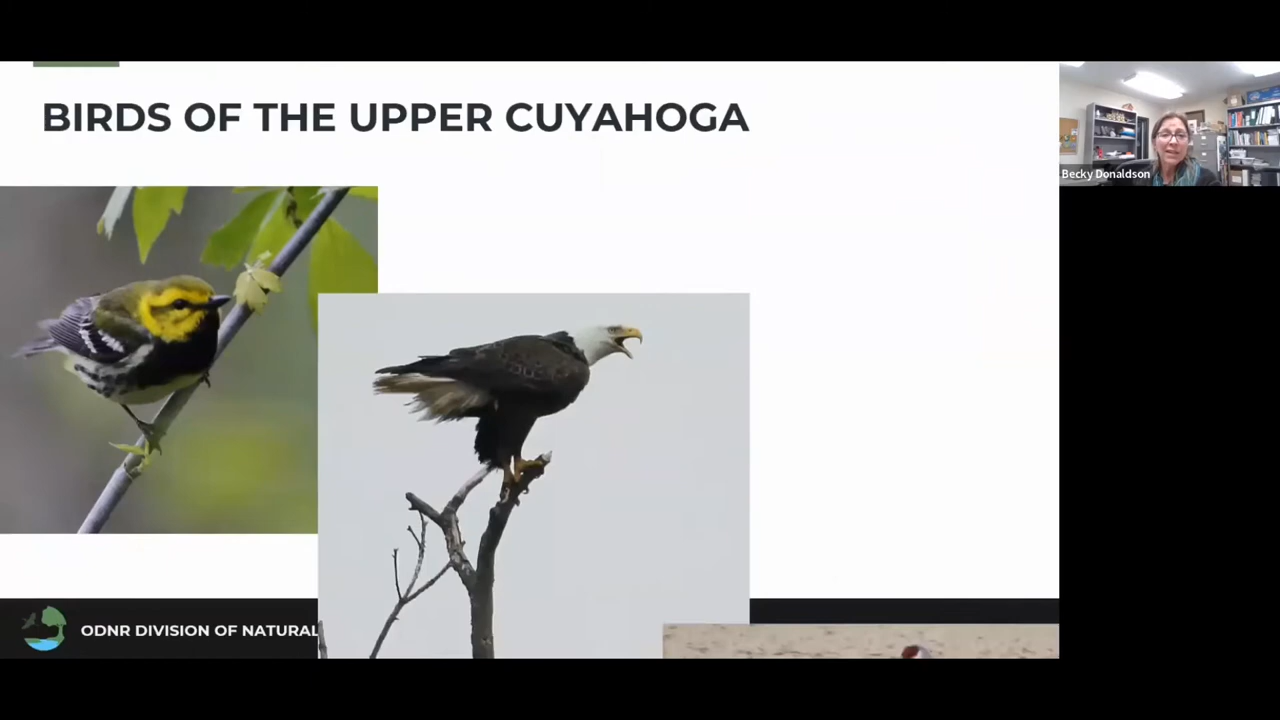 BIRDS OF THE UPPER CUYAHOGA
Becky Donaldson
ODNR DIVISION OF NATURAL